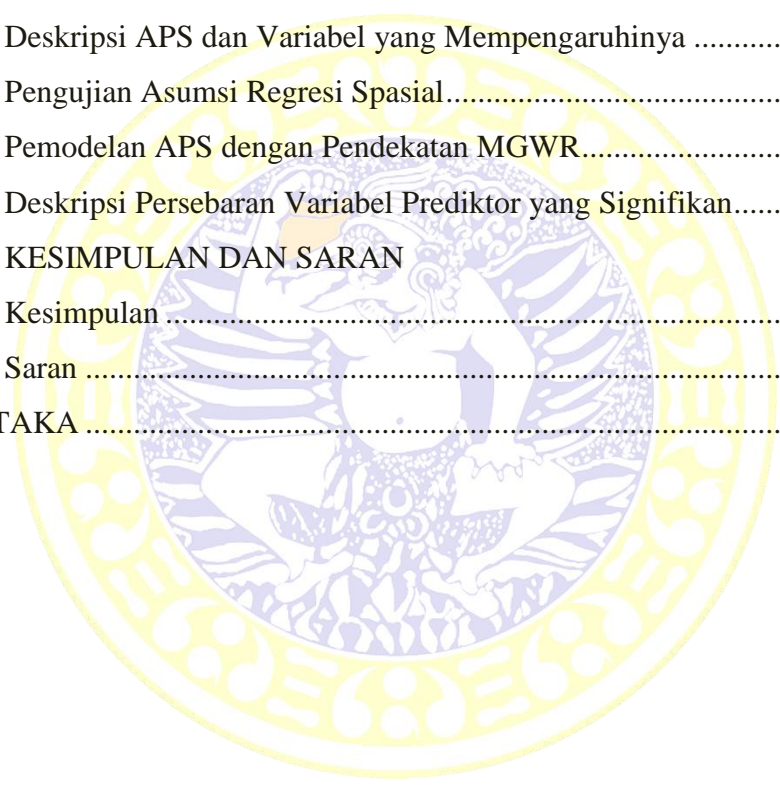 Deskripsi APS dan Variabel yang Mempengaruhinya ...........
Pengujian Asumsi Regresi Spasial....................................
Pemodelan APS dengan Pendekatan MGWR.....................
Deskripsi Persebaran Variabel Prediktor yang Signifikan......
KESIMPULAN DAN SARAN
Kesimpulan ......................................................................
Saran ................................................................................
TAKA ................................................................................